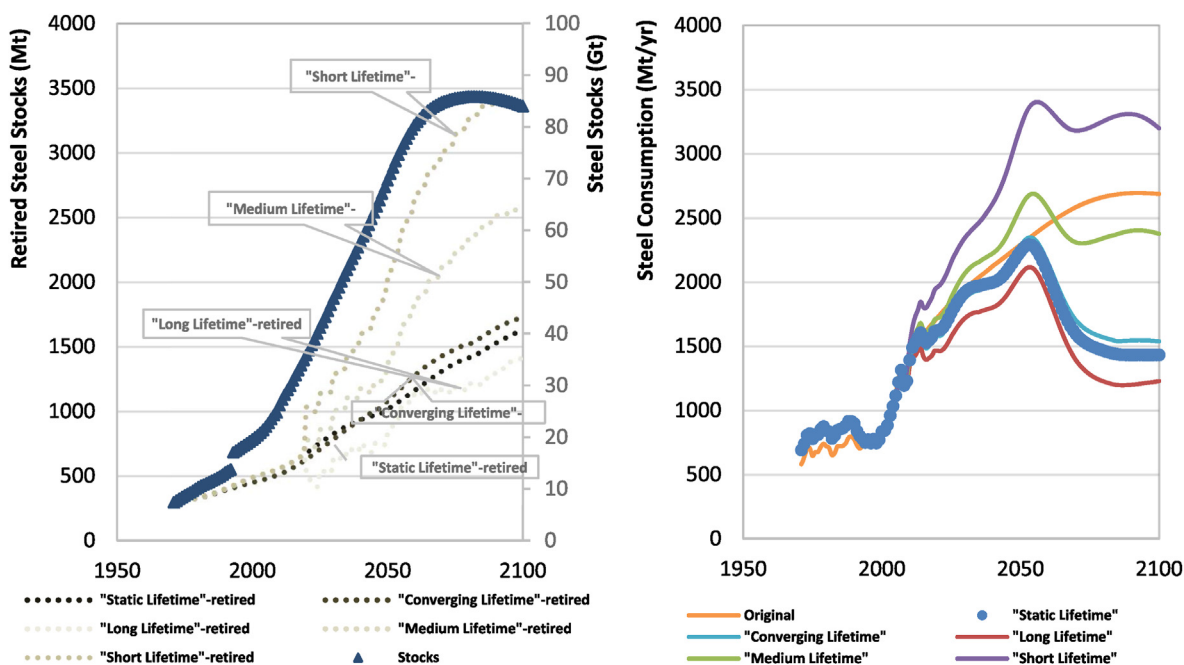 Retired Steel Stocks (Mt)
4000
3500
3000
2500
2000
1500
1000
500
0
1950
2000
2050
2100
100
90
80
70
60
50
40
30
20
10
0
Steel Stocks (Gt)
"Short Lifetime"-
"Medium Lifetime"-
"Long Lifetime"-retired
"Converging Lifetime"-
"Static Lifetime"-retired
"Static Lifetime"-retired
"Converging Lifetime"-retired
"Long Lifetime"-retired
"Medium Lifetime"-retired
"Short Lifetime"-retired
Stocks
Steel Consumption (Mt/yr)
4000
3500
3000
2500
2000
1500
1000
500
0
1950
2000
2050
2100
Original
"Static Lifetime"
"Converging Lifetime"
"Long Lifetime"
"Medium Lifetime"
"Short Lifetime"